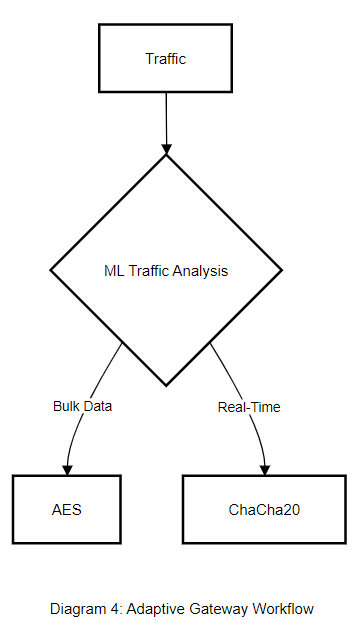 Traffic
ML Traffic Analysis
Bulk Data
Real-Time
AES
ChaCha20
Diagram 4: Adaptive Gateway Workflow